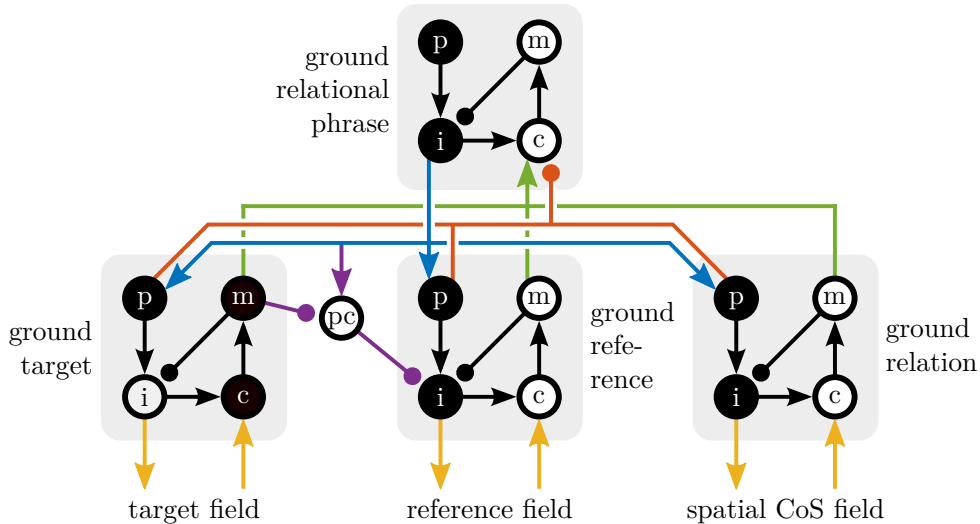 p
m
ground
relational
phrase
i
c
p
m
pc
p
m
p
m
ground
target
ground
refe-
rence
ground
relation
i
c
i
c
i
c
target field
reference field
spatial CoS field